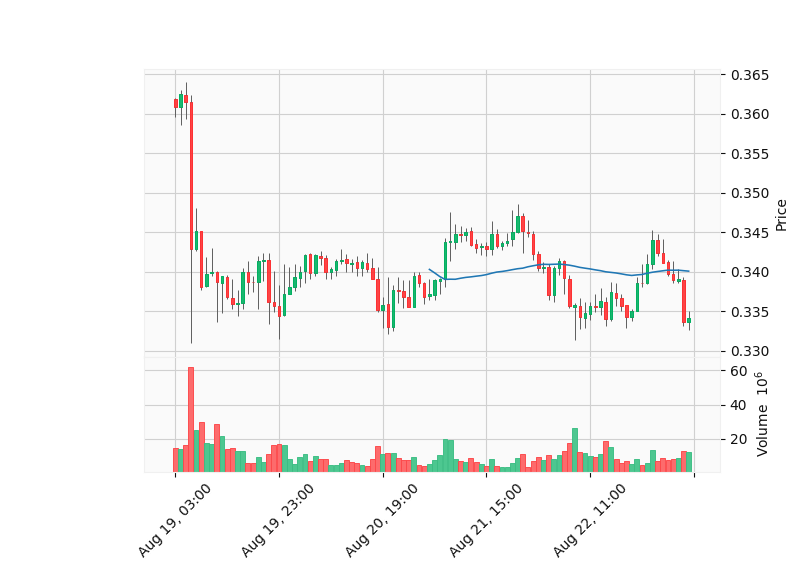 0.365
0.360
0.355
0.350
0.345
0.340
0.335
0.330
Price
60
40
20
Volume 10^6
Aug 19, 03:00
Aug 19, 23:00
Aug 20, 19:00
Aug 21, 15:00
Aug 22, 11:00